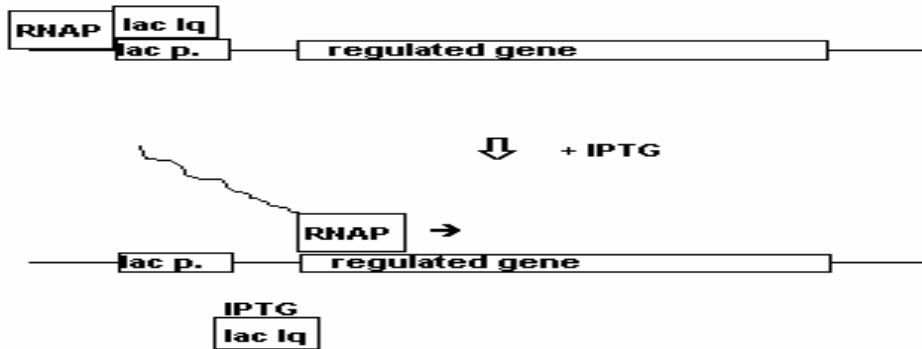 RNAP lac Iq
lac p. regulated gene
+ IPTG
RNAP
lac p. regulated gene
IPTG
lac Iq